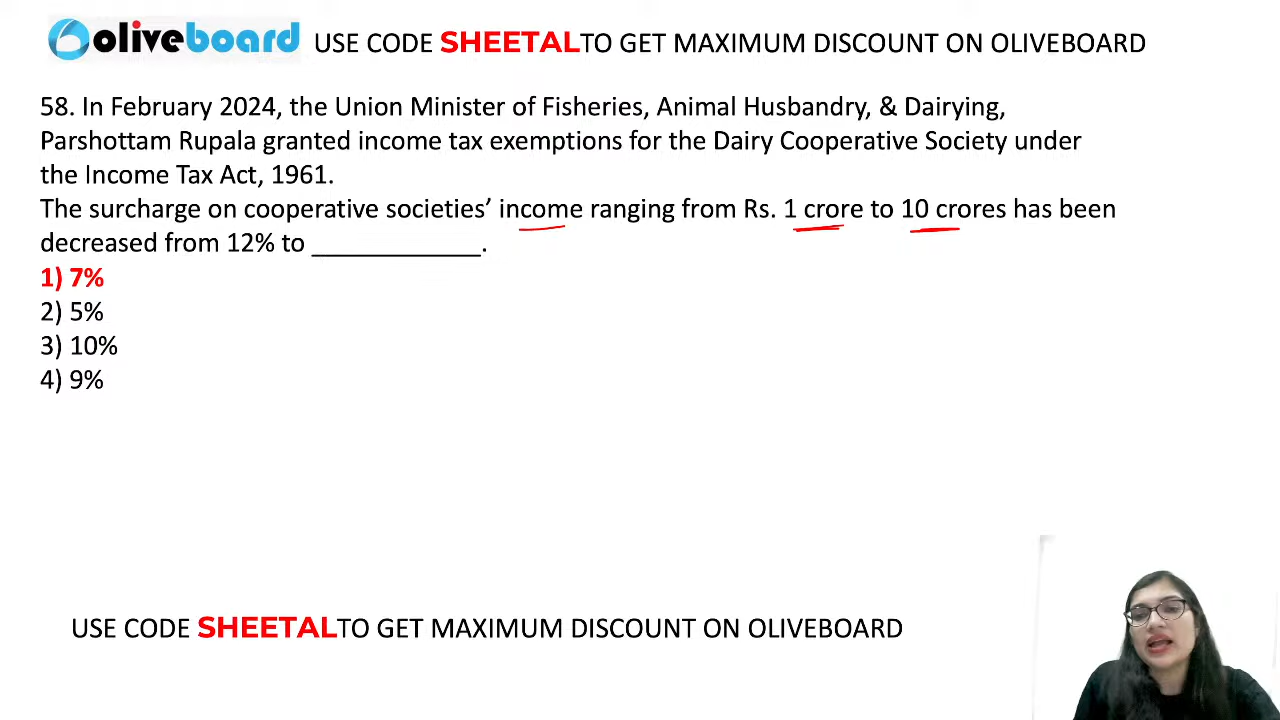 oliveboard USE CODE SHEETAL TO GET MAXIMUM DISCOUNT ON OLIVEBOARD
58. In February 2024, the Union Minister of Fisheries, Animal Husbandry, & Dairying,
Parshottam Rupala granted income tax exemptions for the Dairy Cooperative Society under
the Income Tax Act, 1961.
The surcharge on cooperative societies’ income ranging from Rs. 1 crore to 10 crores has been
decreased from 12% to _____________.
1) 7%
2) 5%
3) 10%
4) 9%
USE CODE SHEETAL TO GET MAXIMUM DISCOUNT ON OLIVEBOARD